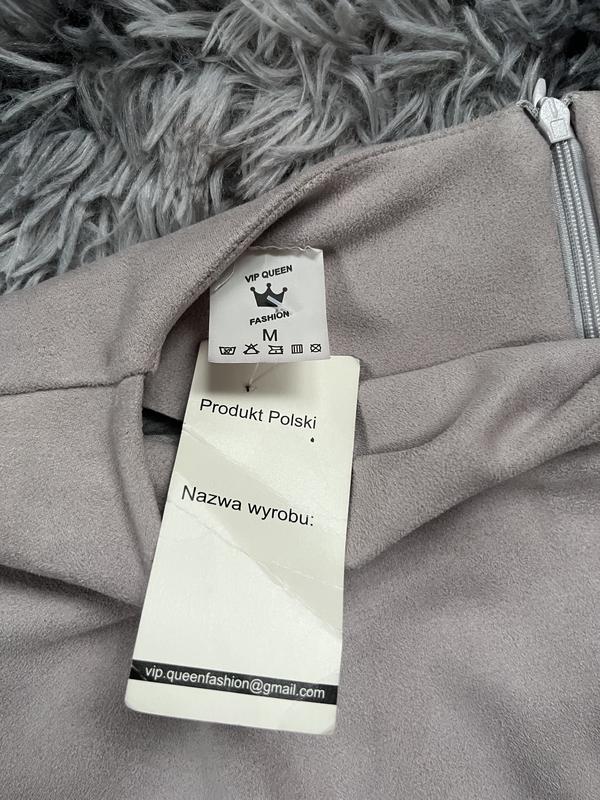 VIP QUEEN
FASHION
M
Produkt Polski
Nazwa wyrobu:
vip.queenfashion@gmail.com